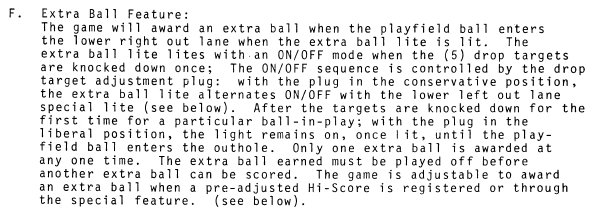 F. Extra Ball Feature:
The game will award an extra ball when the playfield ball enters
the lower right out lane when the extra ball lite is lit. The
extra ball lite lites with an ON/OFF mode when the (5) drop targets
are knocked down once; The ON/OFF sequence is controlled by the drop
target adjustment plug: with the plug in the conservative position,
the extra ball lite alternates ON/OFF with the lower left out lane
special lite (see below). After the targets are knocked down for the
first time for a particular ball-in-play; with the plug in the
liberal position, the light remains on, once lit, until the play-
field ball enters the outhole. Only one extra ball is awarded at
any one time. The extra ball earned must be played off before
another extra ball can be scored. The game is adjustable to award
an extra ball when a pre-adjusted Hi-Score is registered or through
the special feature. (see below).